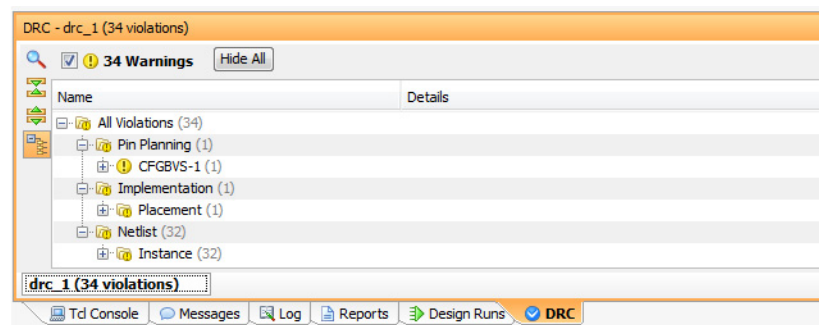 DRC - drc_1 (34 violations)
34 Warnings Hide All
Name Details
All Violations (34)
Pin Planning (1)
CFGBVS-1 (1)
Implementation (1)
Placement (1)
Netlist (32)
Instance (32)
drc_1 (34 violations)
Tcl Console Messages Log Reports Design Runs DRC